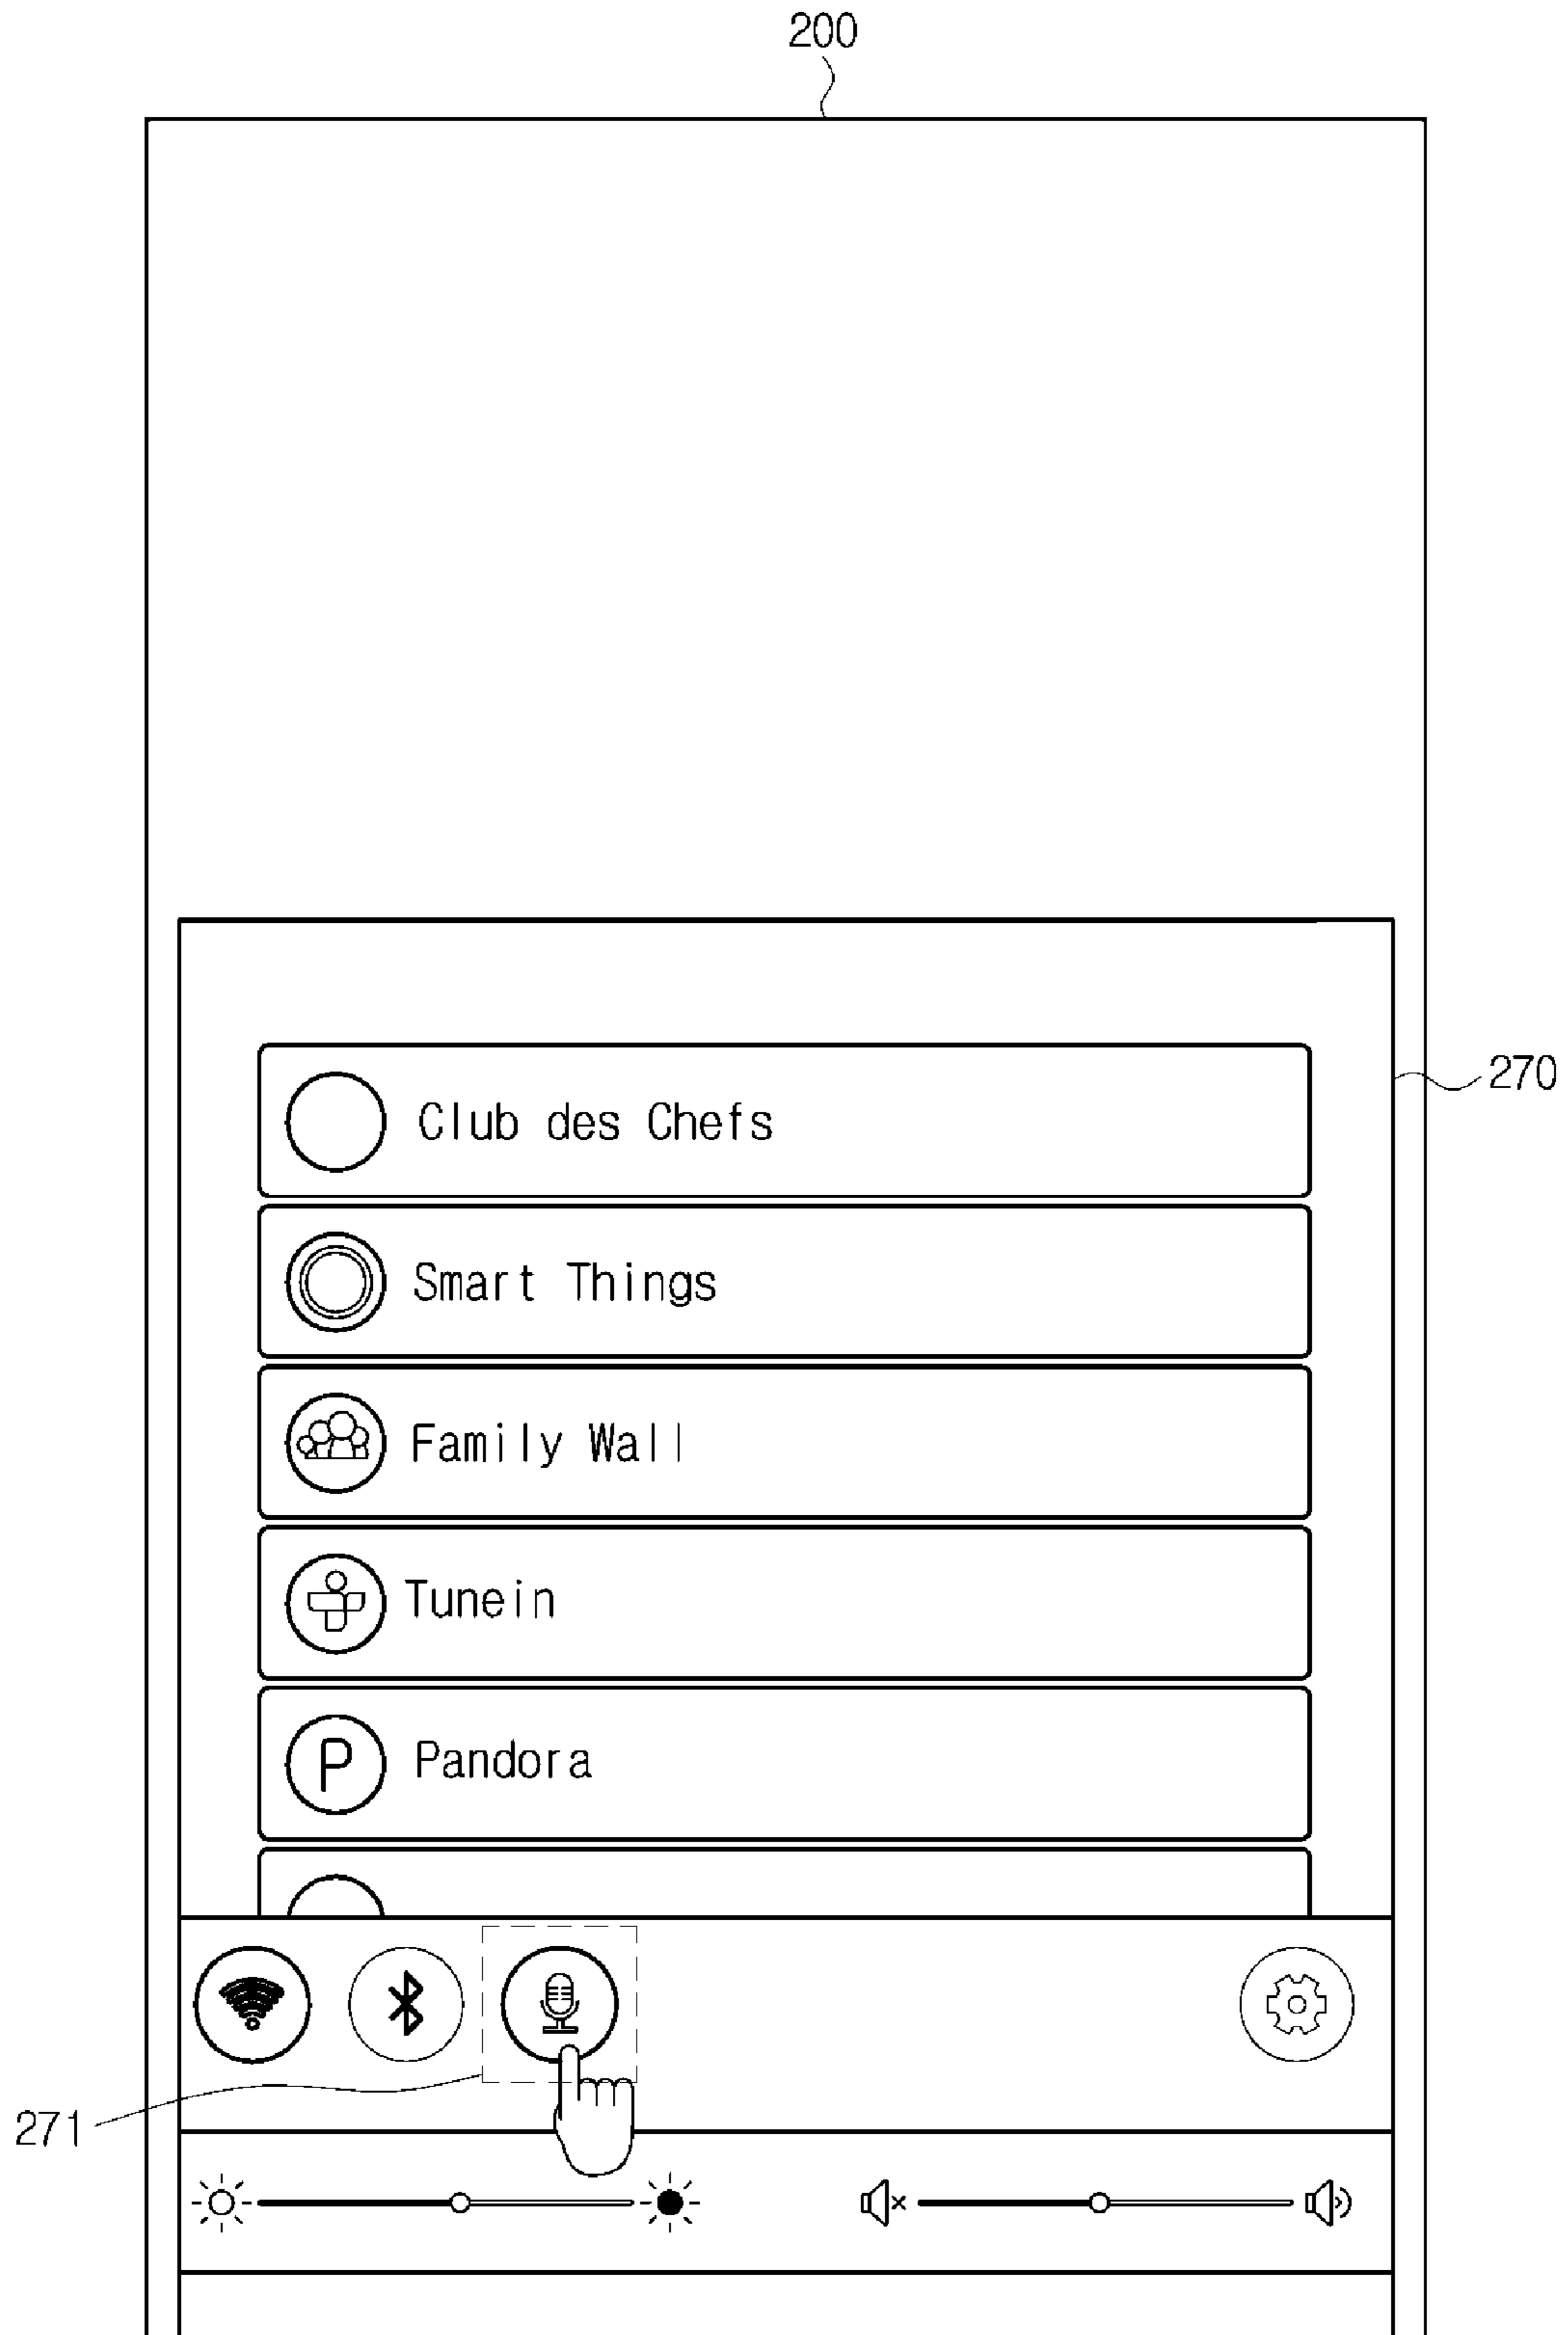 200
270
Club des Chefs
Smart Things
Family Wall
Tunein
P Pandora
271